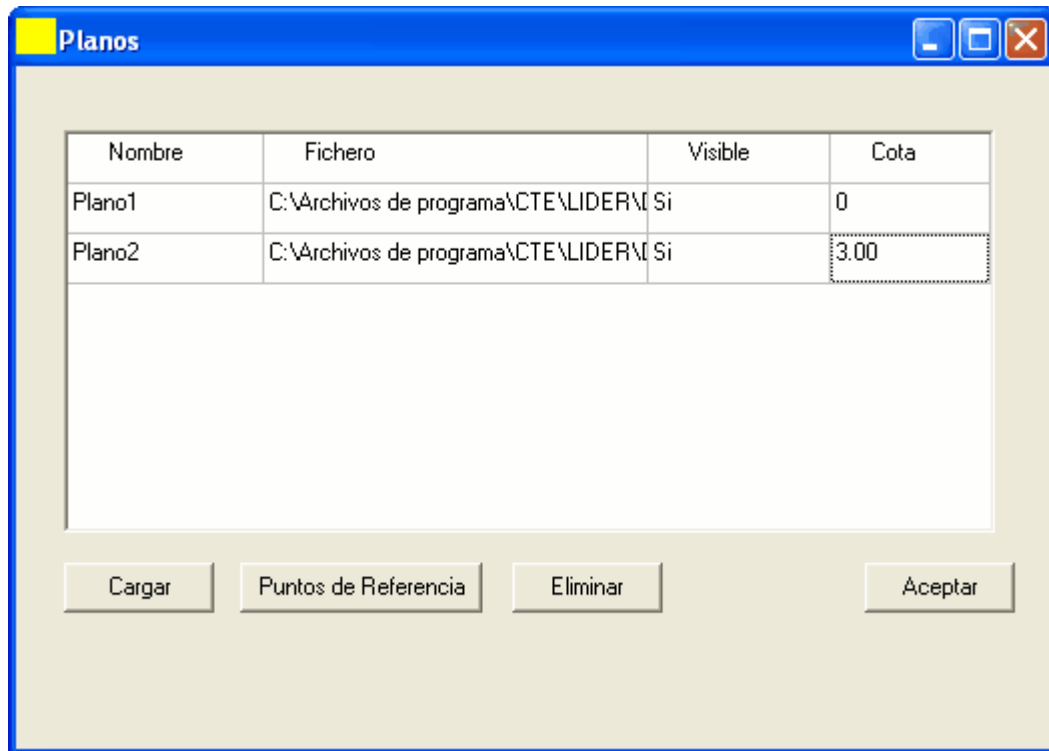 Planos
Nombre Fichero Visible Cota
Plano1 C:\Archivos de programa\CTE\LIDER\ Si 0
Plano2 C:\Archivos de programa\CTE\LIDER\ Si 3.00
Cargar Puntos de Referencia Eliminar Aceptar